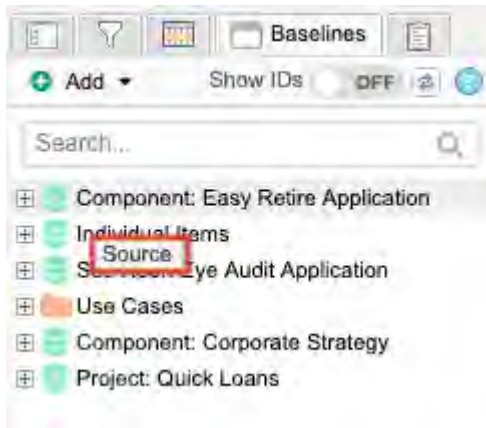 Baselines
Add Show IDs OFF
Search...
Component: Easy Retire Application
Individual Items
Source
Eye Audit Application
Use Cases
Component: Corporate Strategy
Project: Quick Loans